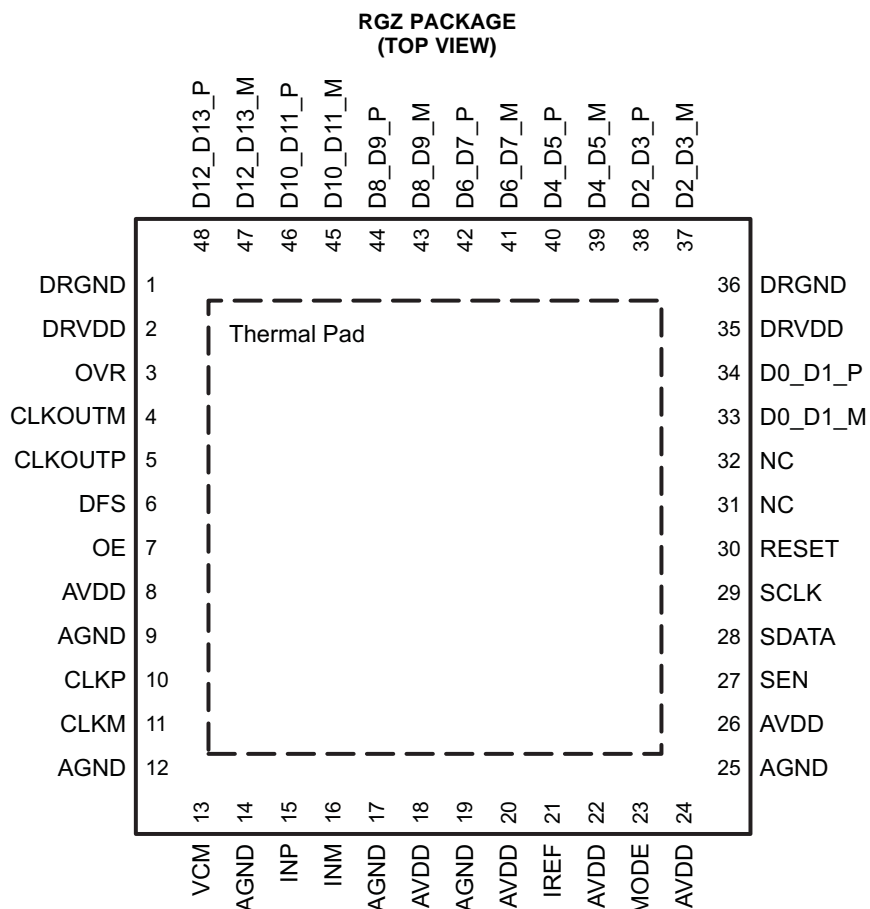 RGZ PACKAGE
(TOP VIEW)
D12_D13_P
D12_D13_M
D10_D11_P
D10_D11_M
D8_D9_P
D8_D9_M
D6_D7_P
D6_D7_M
D4_D5_P
D4_D5_M
D2_D3_P
D2_D3_M
48 47 46 45 44 43 42 41 40 39 38 37
DRGND 1 36 DRGND
Thermal Pad
DRVDD 2 35 DRVDD
OVR 3 34 D0_D1_P
CLKOUTM 4 33 D0_D1_M
CLKOUTP 5 32 NC
DFS 6 31 NC
OE 7 30 RESET
AVDD 8 29 SCLK
AGND 9 28 SDATA
CLKP 10 27 SEN
CLKM 11 26 AVDD
AGND 12 25 AGND
13 14 15 16 17 18 19 20 21 22 23 24
VCM
AGND
INP
INM
AGND
AVDD
AGND
AVDD
IREF
AVDD
MODE
AVDD